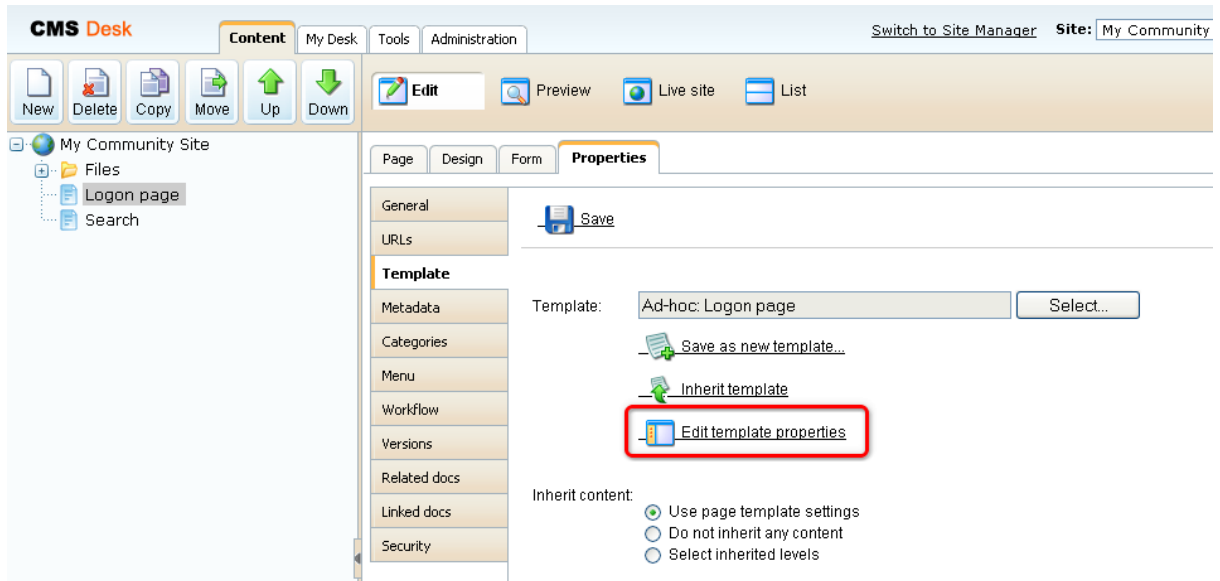 CMS Desk
Content
My Desk
Tools
Administration
Switch to Site Manager
Site: My Community
New
Delete
Copy
Move
Up
Down
Edit
Preview
Live site
List
My Community Site
Files
Logon page
Search
Page
Design
Form
Properties
General
URLs
Template
Metadata
Categories
Menu
Workflow
Versions
Related docs
Linked docs
Security
Save
Template: Ad-hoc: Logon page Select...
Save as new template...
Inherit template
Edit template properties
Inherit content:
Use page template settings
Do not inherit any content
Select inherited levels